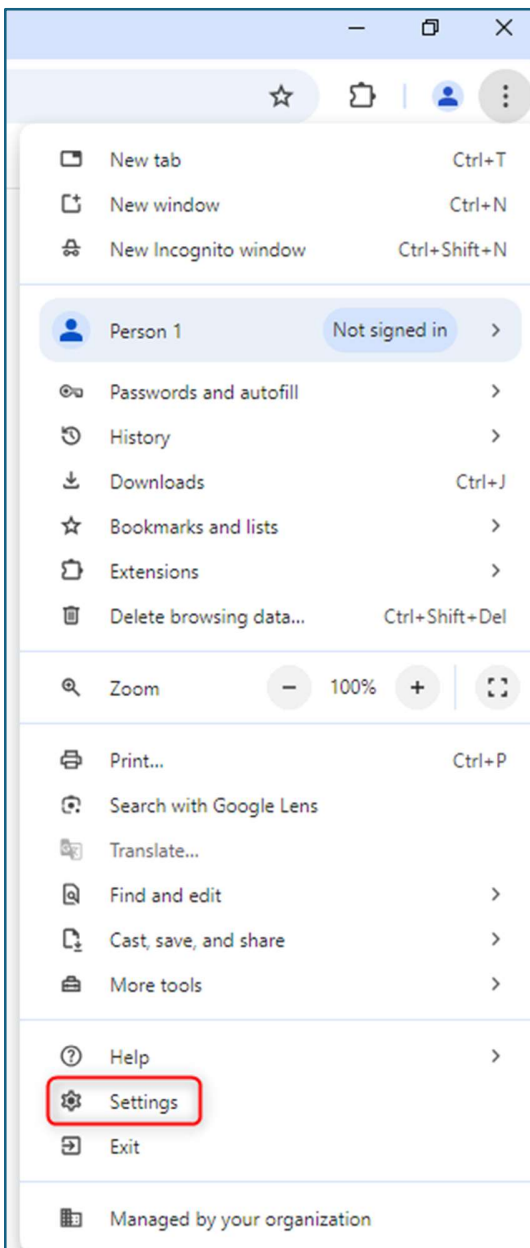 New tab Ctrl+T
New window Ctrl+N
New Incognito window Ctrl+Shift+N
Person 1 Not signed in
Passwords and autofill
History
Downloads Ctrl+J
Bookmarks and lists
Extensions
Delete browsing data... Ctrl+Shift+Del
Zoom − 100% +
Print... Ctrl+P
Search with Google Lens
Translate...
Find and edit
Cast, save, and share
More tools
Help
Settings
Exit
Managed by your organization